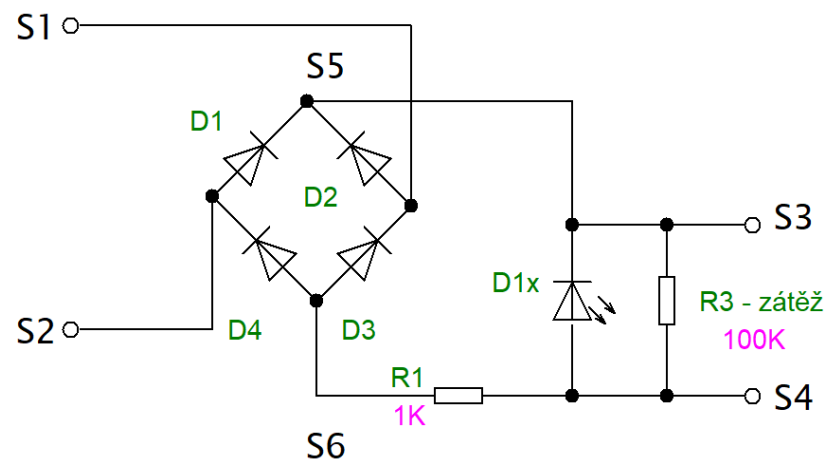 S1
S5
D1
D2
S3
D1x
R3 - zátěž
100K
S2
D4
D3
R1
1K
S4
S6